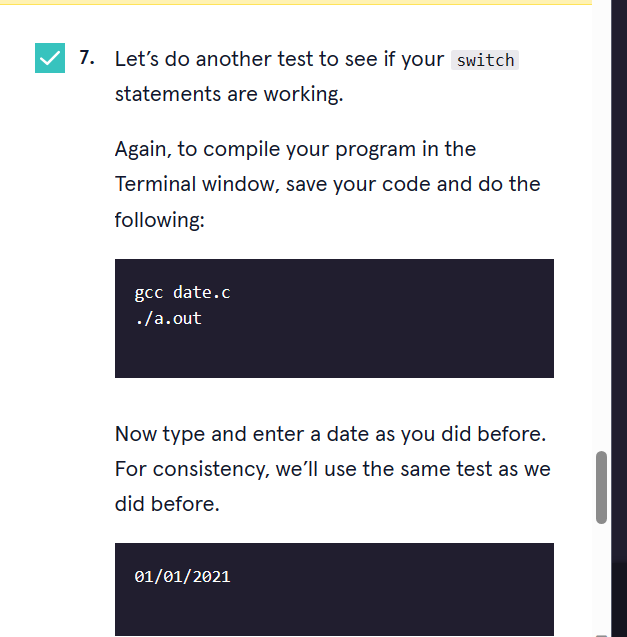 7. Let’s do another test to see if your switch
statements are working.
Again, to compile your program in the
Terminal window, save your code and do the
following:
gcc date.c
./a.out
Now type and enter a date as you did before.
For consistency, we’ll use the same test as we
did before.
01/01/2021